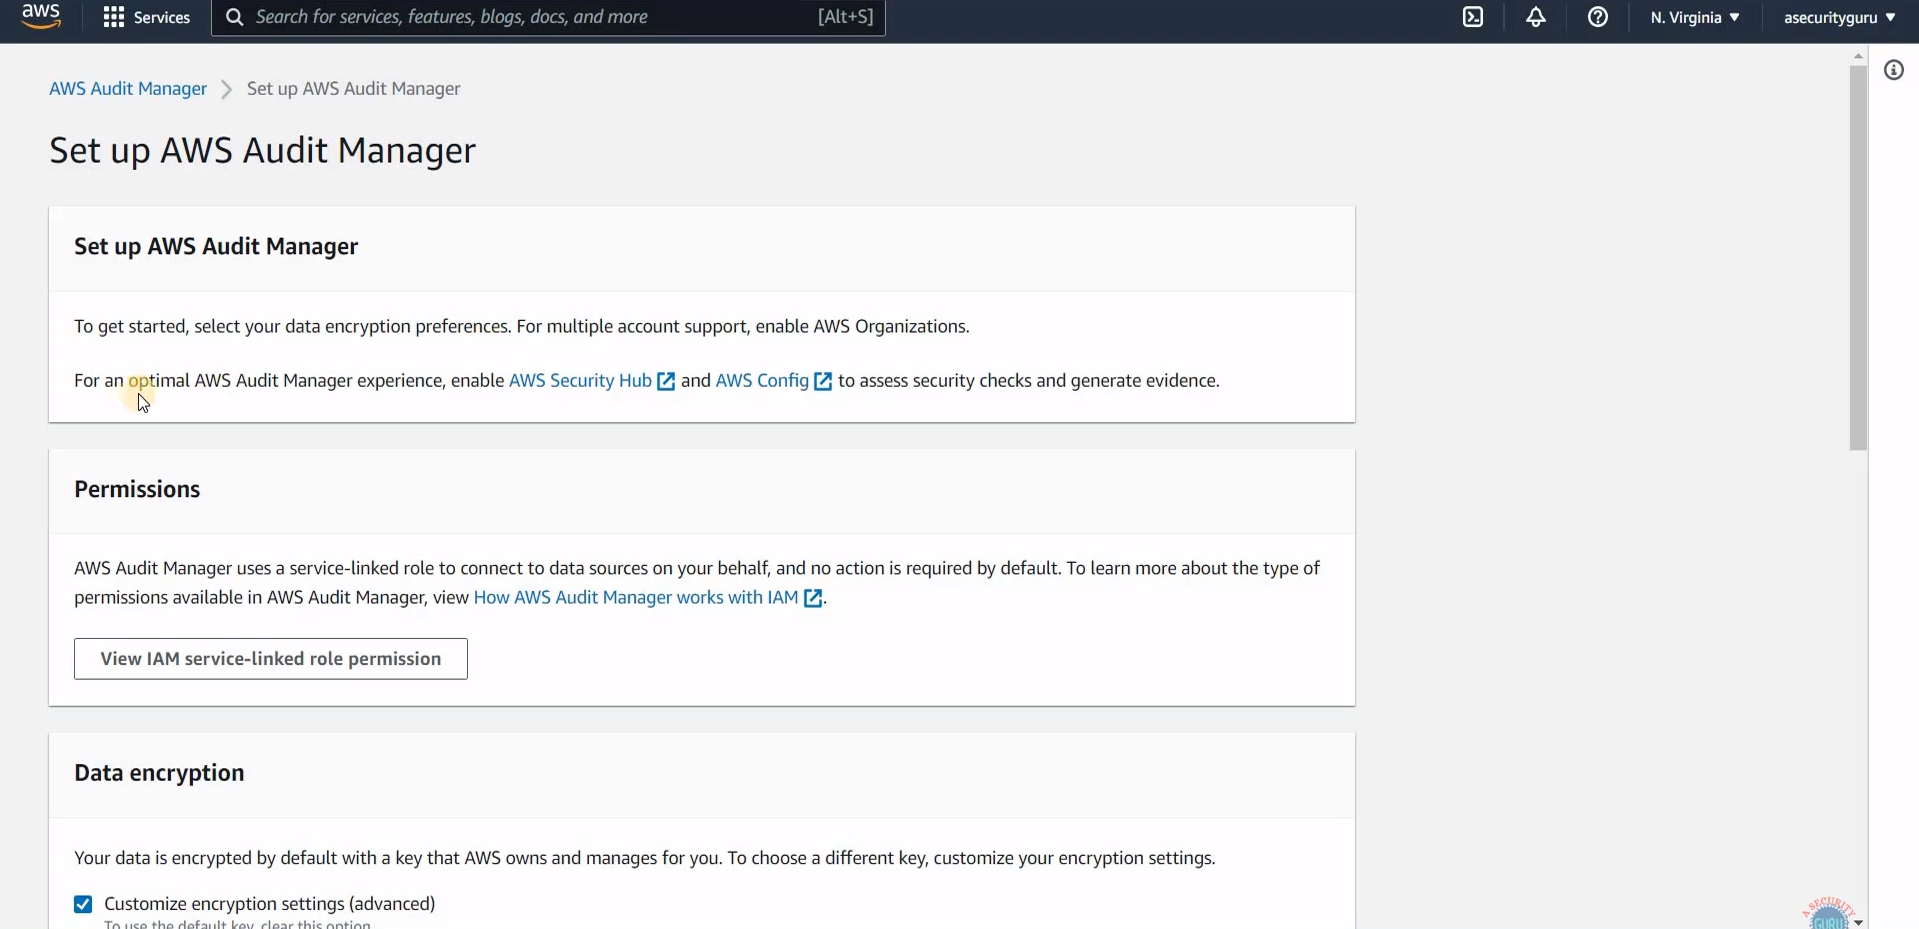 aws
Services
Search for services, features, blogs, docs, and more
[Alt+S]
N. Virginia
asecurityguru
AWS Audit Manager
Set up AWS Audit Manager
Set up AWS Audit Manager
Set up AWS Audit Manager
To get started, select your data encryption preferences. For multiple account support, enable AWS Organizations.
For an optimal AWS Audit Manager experience, enable AWS Security Hub and AWS Config to assess security checks and generate evidence.
Permissions
AWS Audit Manager uses a service-linked role to connect to data sources on your behalf, and no action is required by default. To learn more about the type of
permissions available in AWS Audit Manager, view How AWS Audit Manager works with IAM.
View IAM service-linked role permission
Data encryption
Your data is encrypted by default with a key that AWS owns and manages for you. To choose a different key, customize your encryption settings.
Customize encryption settings (advanced)
To use the default key, clear this option.
A SECURITY
GURU